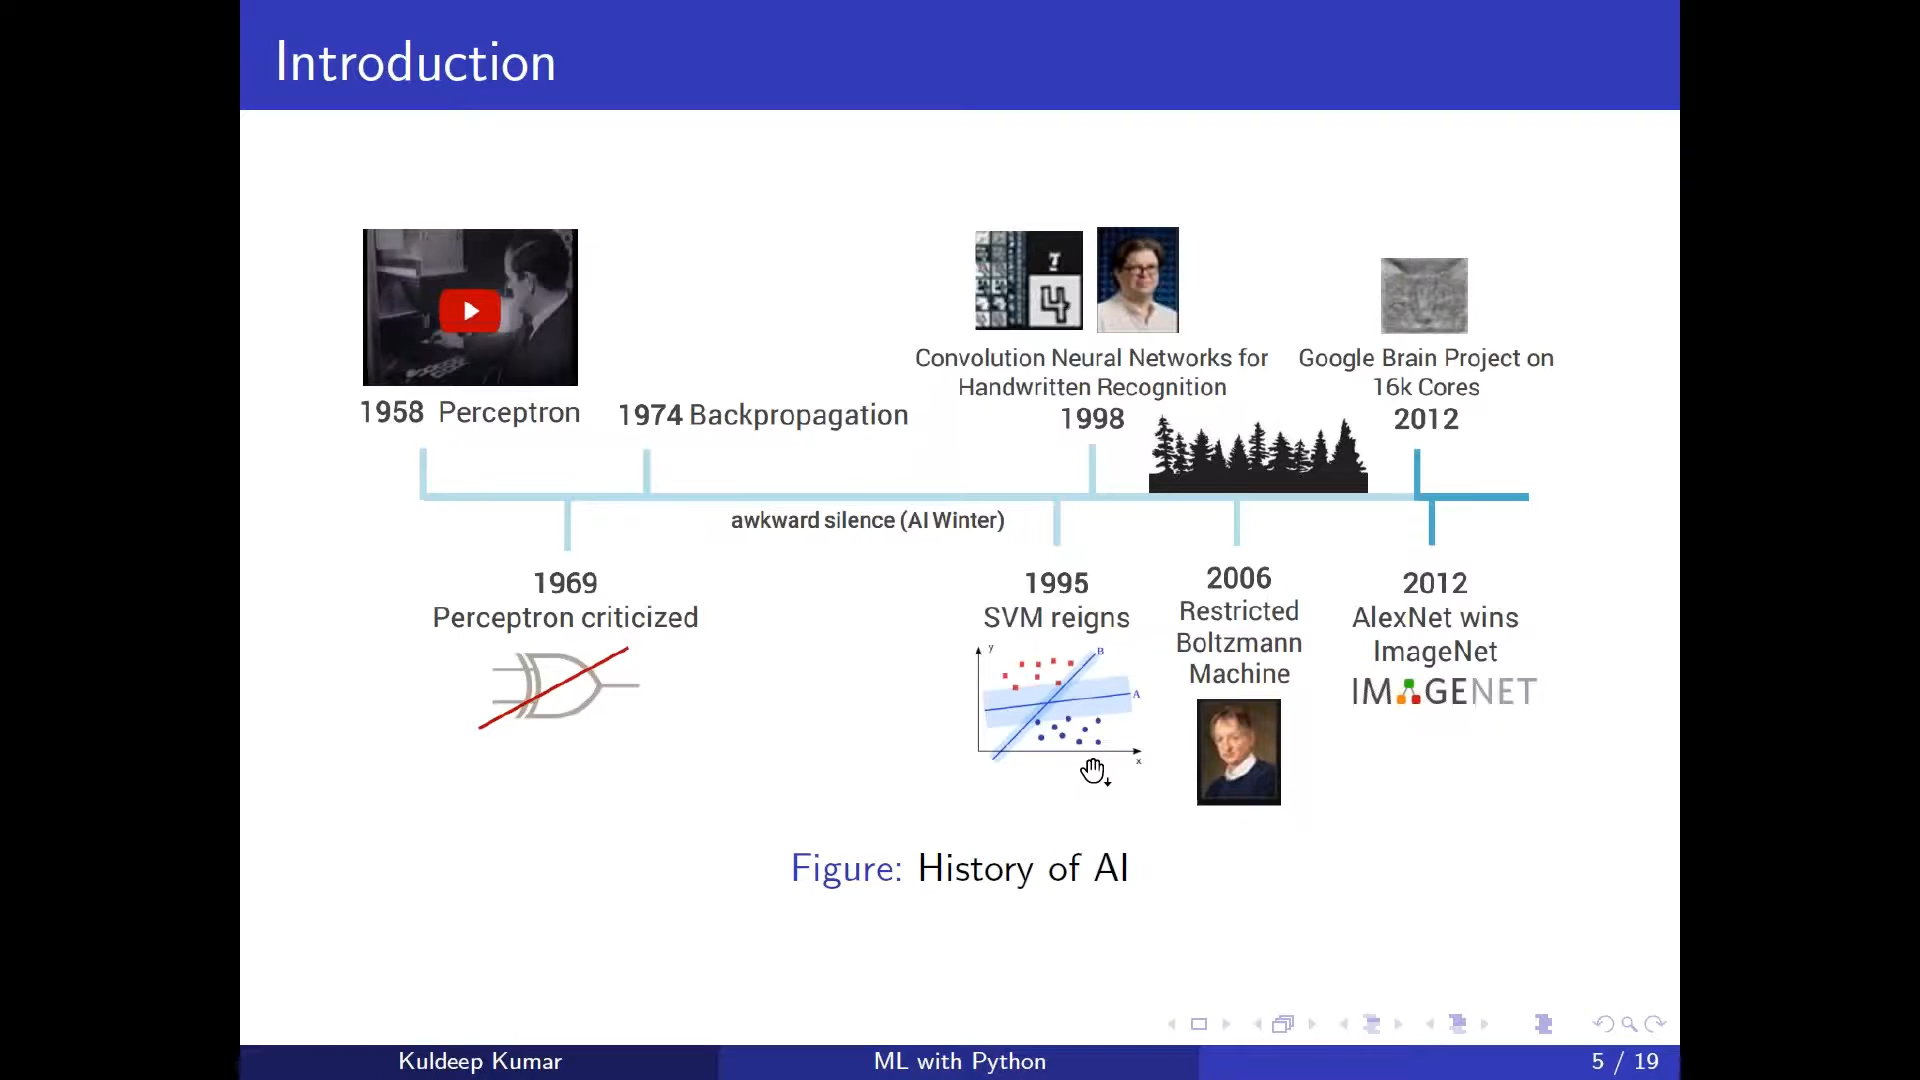 Introduction
Convolution Neural Networks for
Handwritten Recognition
1998
Google Brain Project on
16k Cores
2012
1958 Perceptron
1974 Backpropagation
awkward silence (AI Winter)
1969
Perceptron criticized
1995
SVM reigns
y
B
A
x
2006
Restricted
Boltzmann
Machine
2012
AlexNet wins
ImageNet
IMAGENET
4
Figure: History of AI
Kuldeep Kumar
ML with Python
5 / 19